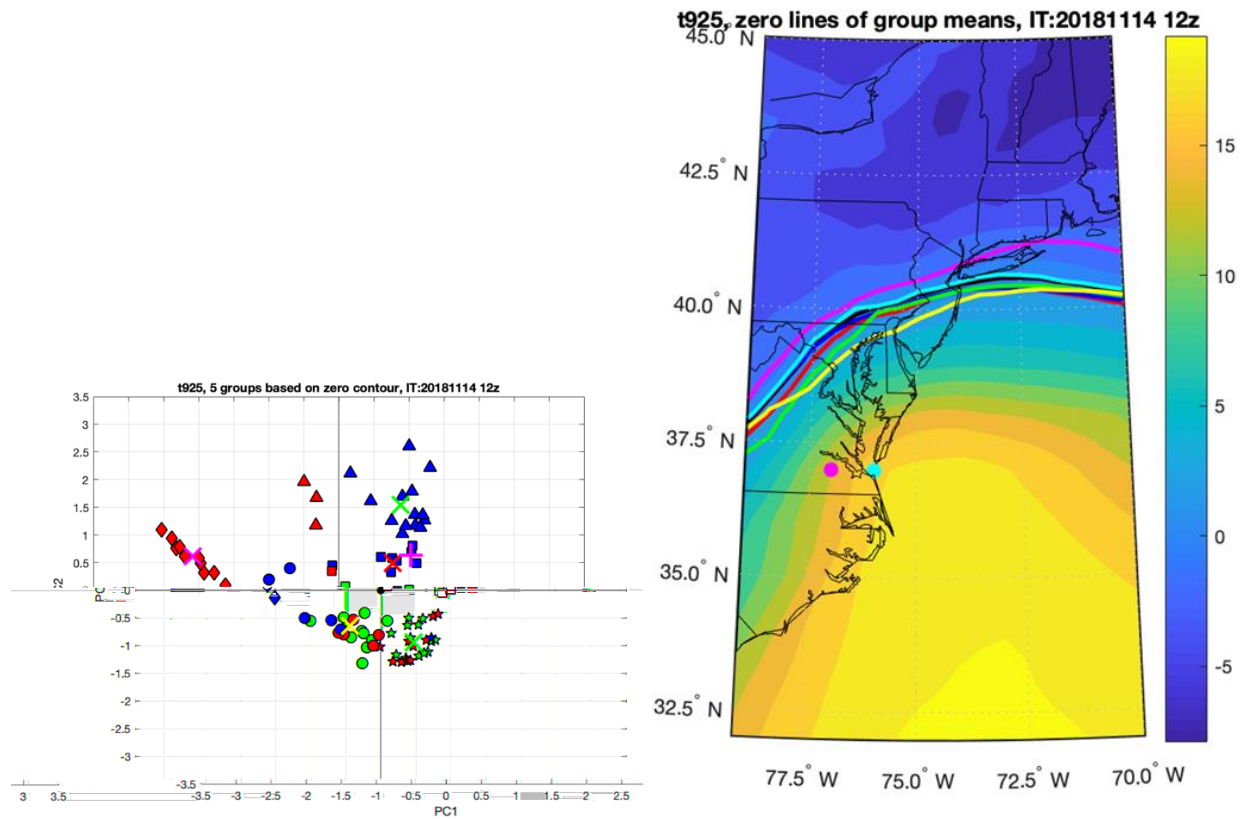 t925, zero lines of group means, IT:20181114 12z
45.0° N
42.5° N
40.0° N
37.5° N
35.0° N
32.5° N
77.5° W 75.0° W 72.5° W 70.0° W
15
10
5
0
-5
t925, 5 groups based on zero contour, IT:20181114 12z
3.5
3
2.5
2
1.5
1
0.5
-0.5
-1
-1.5
-2
-2.5
-3
-3.5
3 3.5 -3.5 -3 -2.5 -2 -1.5 -1 -0.5 0 0.5 1 1.5 2 2.5
PC1